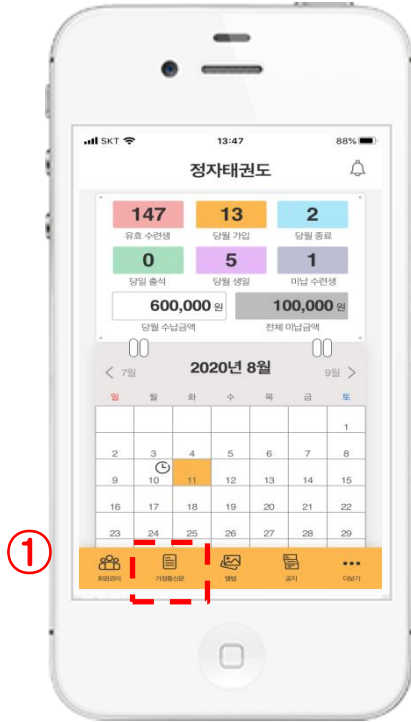 SKT 13:47 88%
정자태권도
147 13 2
유효 수련생 당월 가입 당월 종료
0 5 1
당일 출석 당월 생일 미납 수련생
600,000 원 100,000 원
당월 수납금액 전체 미납금액
< 7월 2020년 8월 9월 >
일 월 화 수 목 금 토
1
2 3 4 5 6 7 8
9 10 11 12 13 14 15
16 17 18 19 20 21 22
23 24 25 26 27 28 29
①
회원관리 가정통신문 앨범 공지 더보기